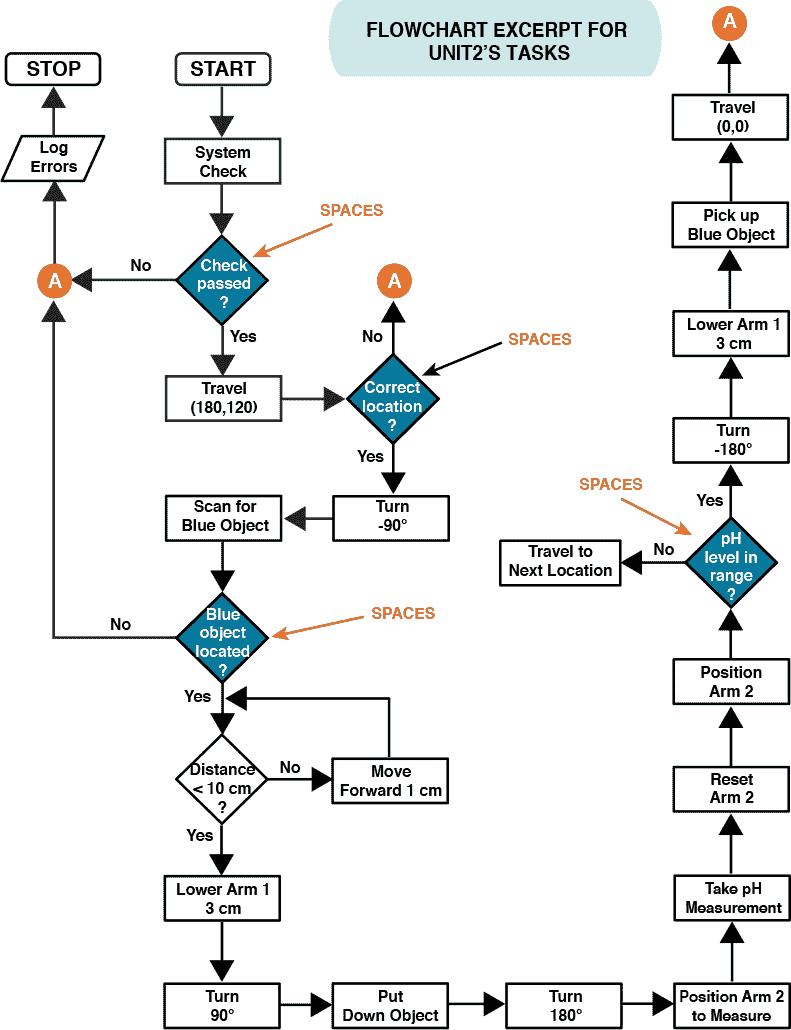 FLOWCHART EXCERPT FOR
UNIT2'S TASKS
STOP
START
Log
Errors
System
Check
SPACES
A
No
Check
passed
?
Yes
Travel
(180,120)
A
No
SPACES
Correct
location
?
Yes
Turn
-90°
Scan for
Blue Object
No
Blue
object
located
?
SPACES
Yes
Distance
< 10 cm
?
No
Move
Forward 1 cm
Yes
Lower Arm 1
3 cm
Turn
90°
Put
Down Object
Turn
180°
Position Arm 2
to Measure
Take pH
Measurement
Reset
Arm 2
Position
Arm 2
SPACES
pH
level in
range
?
No
Travel to
Next Location
Yes
Turn
-180°
Lower Arm 1
3 cm
Pick up
Blue Object
Travel
(0,0)
A